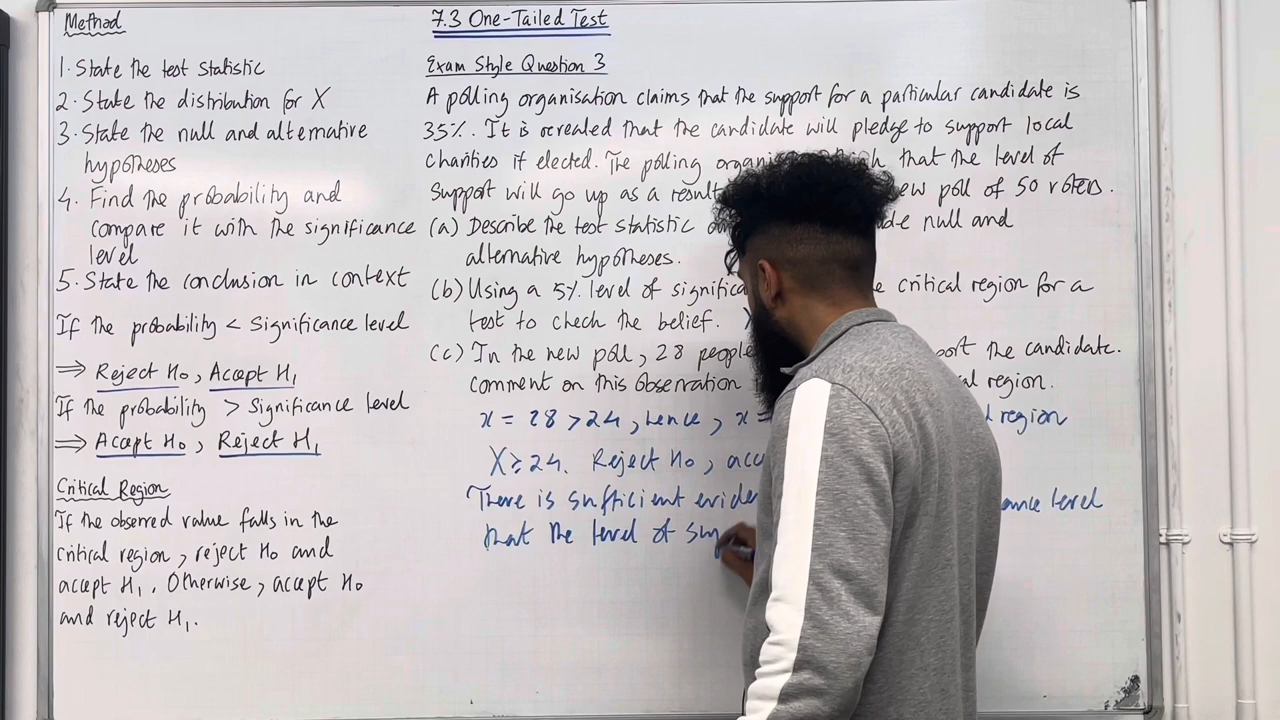 Method
1. State the test statistic
2. State the distribution for X
3. State the null and alternative
hypotheses
4. Find the probability and
compare it with the significance
level
5. State the conclusion in context
If the probability < Significance level
⇒ Reject H₀, Accept H₁
If the probability > Significance level
⇒ Accept H₀, Reject H₁
Critical Region
If the observed value falls in the
critical region, reject H₀ and
accept H₁. Otherwise, accept H₀
and reject H₁.
7.3 One-Tailed Test
Exam Style Question 3
A polling organisation claims that the support for a particular candidate is
35%. It is revealed that the candidate will pledge to support local
charities if elected. The polling that the level of
support will go up as a result new poll of 50 voters.
(a) Describe the test statistic null and
alternative hypotheses.
(b) Using a 5% level of critical region for a
test to check the belief.
(c) In the new poll, 28 people the candidate.
comment on this observation region.
x = 28 > 24, hence, x = region
X ≥ 24. Reject H₀,
There is sufficient level
that the level of